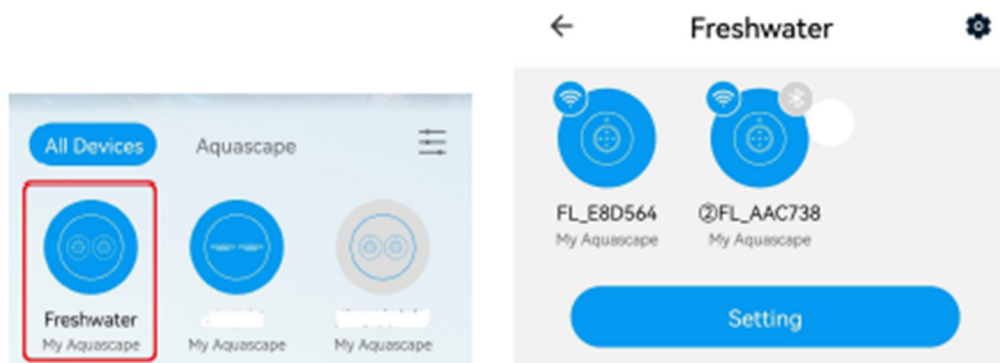 All Devices
Aquascape
Freshwater
My Aquascape
My Aquascape
My Aquascape
Freshwater
FL_E8D564
②FL_AAC738
My Aquascape
My Aquascape
Setting